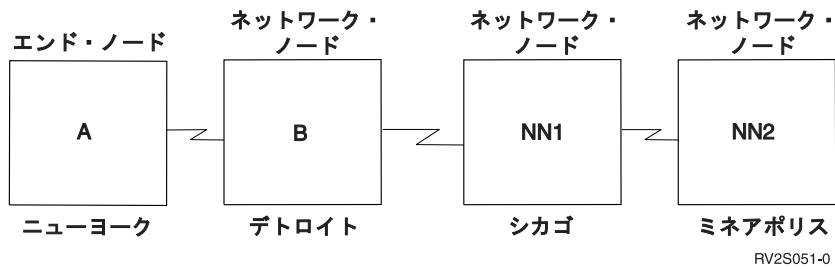 エンド・ノード
ネットワーク・
ノード
ネットワーク・
ノード
ネットワーク・
ノード
A
B
NN1
NN2
ニューヨーク
デトロイト
シカゴ
ミネアポリス
RV2S051-0